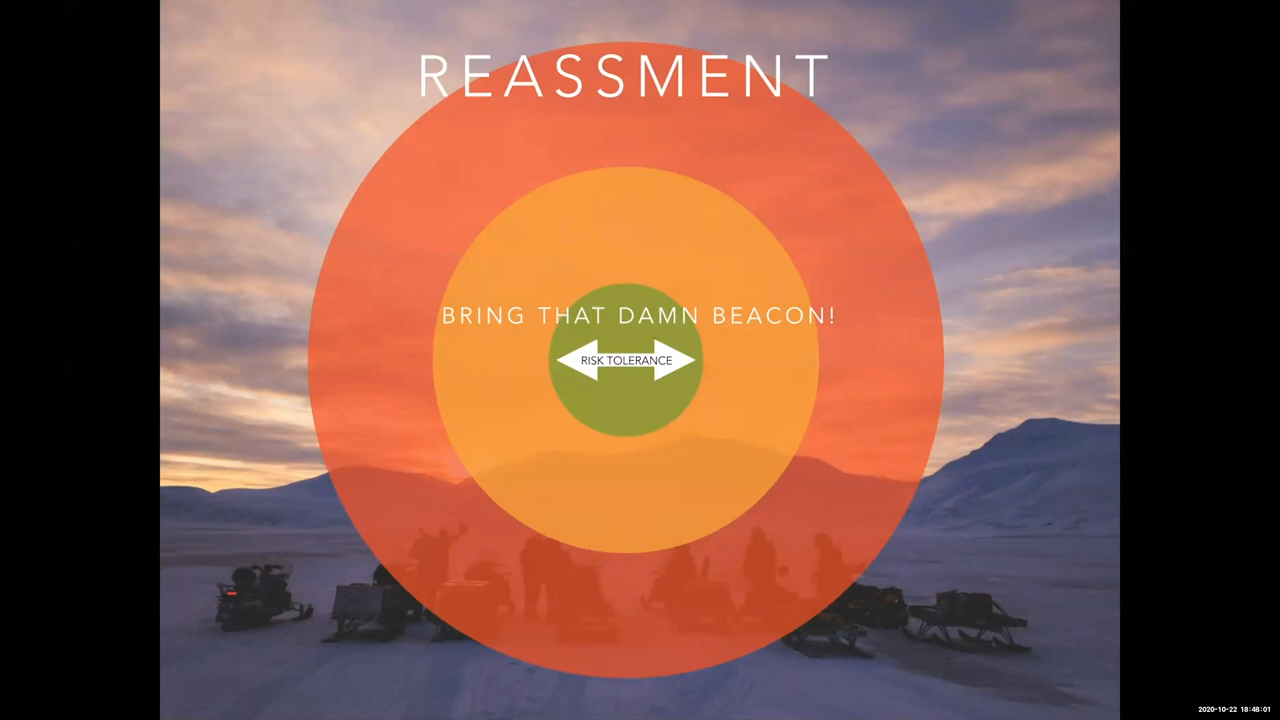 REASSMENT
BRING THAT DAMN BEACON!
RISK TOLERANCE
2020-10-22 18:48:01